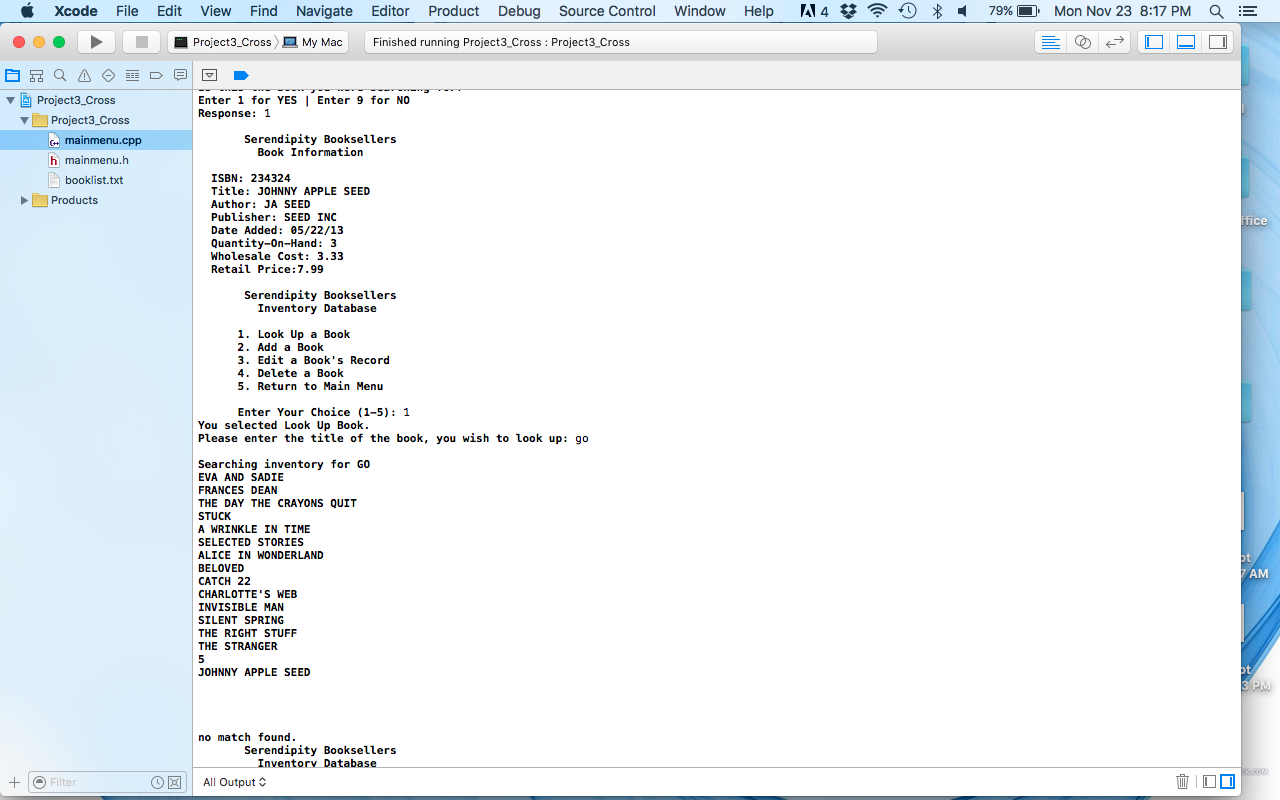 Xcode File Edit View Find Navigate Editor Product Debug Source Control Window Help 4 79% Mon Nov 23 8:17 PM
Project3_Cross My Mac Finished running Project3_Cross : Project3_Cross
Project3_Cross
Project3_Cross
mainmenu.cpp
mainmenu.h
booklist.txt
Products
Filter
Enter 1 for YES | Enter 9 for NO
Response: 1
Serendipity Booksellers
Book Information
ISBN: 234324
Title: JOHNNY APPLE SEED
Author: JA SEED
Publisher: SEED INC
Date Added: 05/22/13
Quantity-On-Hand: 3
Wholesale Cost: 3.33
Retail Price:7.99
Serendipity Booksellers
Inventory Database
1. Look Up a Book
2. Add a Book
3. Edit a Book's Record
4. Delete a Book
5. Return to Main Menu
Enter Your Choice (1-5): 1
You selected Look Up Book.
Please enter the title of the book, you wish to look up: go
Searching inventory for GO
EVA AND SADIE
FRANCES DEAN
THE DAY THE CRAYONS QUIT
STUCK
A WRINKLE IN TIME
SELECTED STORIES
ALICE IN WONDERLAND
BELOVED
CATCH 22
CHARLOTTE'S WEB
INVISIBLE MAN
SILENT SPRING
THE RIGHT STUFF
THE STRANGER
5
JOHNNY APPLE SEED
no match found.
Serendipity Booksellers
Inventory Database
All Output
ffice
ot
7 AM
ot
3 PM